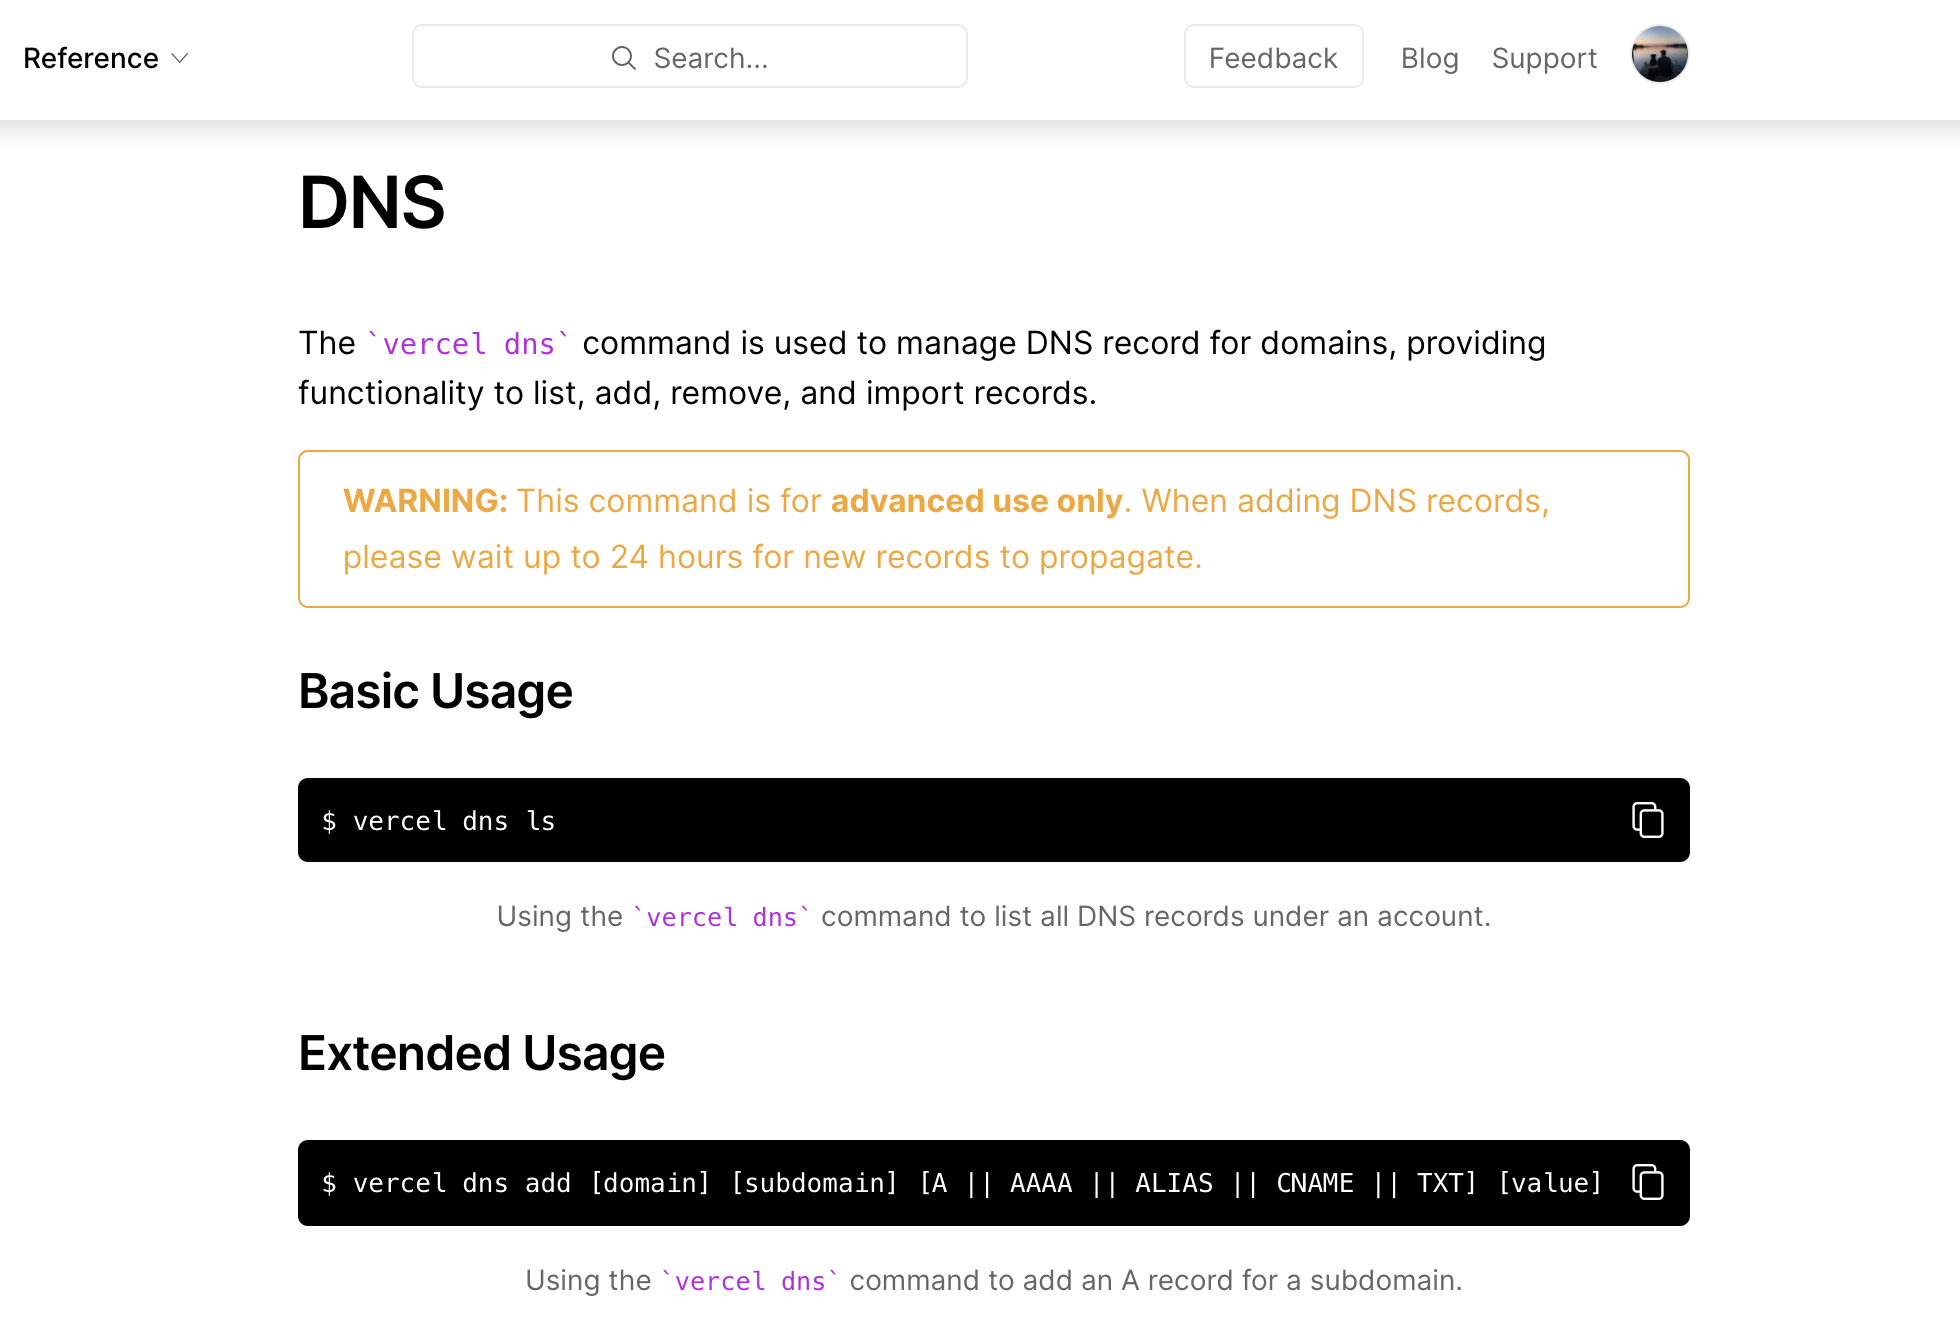 Reference
Search...
Feedback
Blog
Support
DNS
The `vercel dns` command is used to manage DNS record for domains, providing
functionality to list, add, remove, and import records.
WARNING: This command is for advanced use only. When adding DNS records,
please wait up to 24 hours for new records to propagate.
Basic Usage
$ vercel dns ls
Using the `vercel dns` command to list all DNS records under an account.
Extended Usage
$ vercel dns add [domain] [subdomain] [A || AAAA || ALIAS || CNAME || TXT] [value]
Using the `vercel dns` command to add an A record for a subdomain.